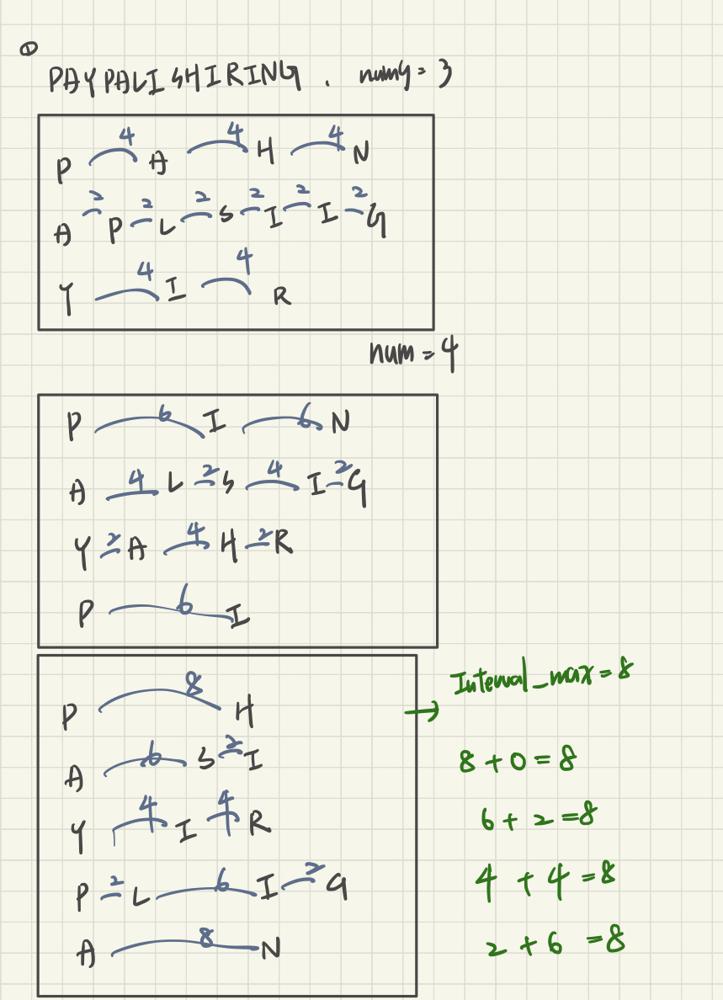 ①
PAYPALISHIRING . numy = 3
P 4 A 4 H 4 N
A 2 P 2 L 2 S 2 I 2 I 2 G
Y 4 I 4 R
num = 4
P 6 I 6 N
A 4 L 2 S 4 I 2 G
Y 2 A 4 H 2 R
P 6 I
P 8 H
A 6 S 2 I
Y 4 I 4 R
P 2 L 6 I 2 G
A 8 N
→ Interval_max = 8
8 + 0 = 8
6 + 2 = 8
4 + 4 = 8
2 + 6 = 8